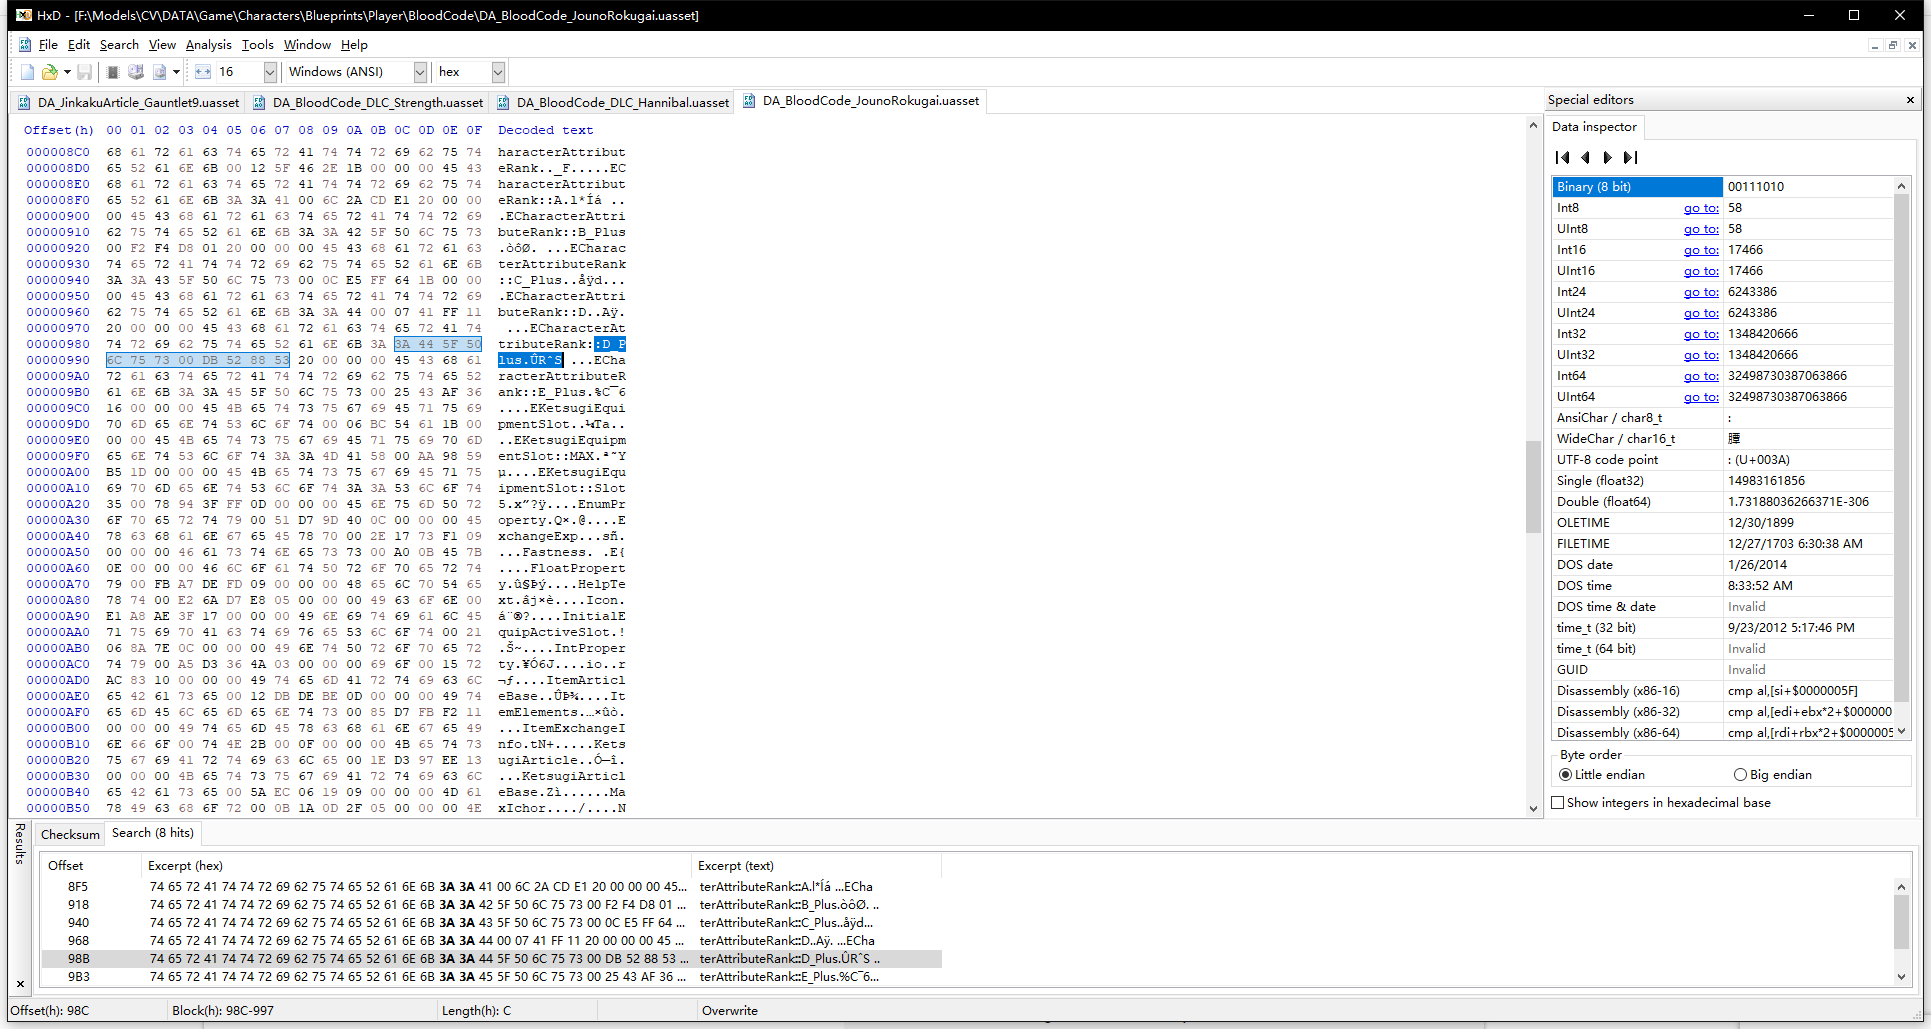 HxD - [F:\Models\CV\DATA\Game\Characters\Blueprints\Player\BloodCode\DA_BloodCode_JounoRokugai.uasset]
File Edit Search View Analysis Tools Window Help
16 Windows (ANSI) hex
DA_JinkakuArticle_Gauntlet9.uasset DA_BloodCode_DLC_Strength.uasset DA_BloodCode_DLC_Hannibal.uasset DA_BloodCode_JounoRokugai.uasset
Offset(h) 00 01 02 03 04 05 06 07 08 09 0A 0B 0C 0D 0E 0F Decoded text
000008C0 68 61 72 61 63 74 65 72 41 74 74 72 69 62 75 74 haracterAttribut
000008D0 65 52 61 6E 6B 00 12 5F 46 2E 1B 00 00 00 45 43 eRank.._F.....EC
000008E0 68 61 72 61 63 74 65 72 41 74 74 72 69 62 75 74 haracterAttribut
000008F0 65 52 61 6E 6B 3A 3A 41 00 6C 2A CD E1 20 00 00 eRank::A.l*Íá ..
00000900 00 45 43 68 61 72 61 63 74 65 72 41 74 74 72 69 .ECharacterAttri
00000910 62 75 74 65 52 61 6E 6B 3A 3A 42 5F 50 6C 75 73 buteRank::B_Plus
00000920 00 F2 F4 D8 01 20 00 00 00 45 43 68 61 72 61 63 .òôØ. ...ECharac
00000930 74 65 72 41 74 74 72 69 62 75 74 65 52 61 6E 6B terAttributeRank
00000940 3A 3A 43 5F 50 6C 75 73 00 0C E5 FF 64 1B 00 00 ::C_Plus..åÿd...
00000950 00 45 43 68 61 72 61 63 74 65 72 41 74 74 72 69 .ECharacterAttri
00000960 62 75 74 65 52 61 6E 6B 3A 3A 44 00 07 41 FF 11 buteRank::D..Aÿ.
00000970 20 00 00 00 45 43 68 61 72 61 63 74 65 72 41 74  ...ECharacterAt
00000980 74 72 69 62 75 74 65 52 61 6E 6B 3A 3A 44 5F 50 tributeRank::D_P
00000990 6C 75 73 00 DB 52 88 53 20 00 00 00 45 43 68 61 lus.ÛRˆS ...ECha
000009A0 72 61 63 74 65 72 41 74 74 72 69 62 75 74 65 52 racterAttributeR
000009B0 61 6E 6B 3A 3A 45 5F 50 6C 75 73 00 25 43 AF 36 ank::E_Plus.%C¯6
000009C0 16 00 00 00 45 4B 65 74 73 75 67 69 45 71 75 69 ....EKetsugiEqui
000009D0 70 6D 65 6E 74 53 6C 6F 74 00 06 BC 54 61 1B 00 pmentSlot..¼Ta..
000009E0 00 00 45 4B 65 74 73 75 67 69 45 71 75 69 70 6D ..EKetsugiEquipm
000009F0 65 6E 74 53 6C 6F 74 3A 3A 4D 41 58 00 AA 98 59 entSlot::MAX.ª˜Y
00000A00 B5 1D 00 00 00 45 4B 65 74 73 75 67 69 45 71 75 µ....EKetsugiEqu
00000A10 69 70 6D 65 6E 74 53 6C 6F 74 3A 3A 53 6C 6F 74 ipmentSlot::Slot
00000A20 35 00 78 94 3F FF 0D 00 00 00 45 6E 75 6D 50 72 5.x”?ÿ....EnumPr
00000A30 6F 70 65 72 74 79 00 51 D7 9D 40 0C 00 00 00 45 operty.Q×.@....E
00000A40 78 63 68 61 6E 67 65 45 78 70 00 2E 17 73 F1 09 xchangeExp...sñ.
00000A50 00 00 00 46 61 73 74 6E 65 73 73 00 A0 0B 45 7B ...Fastness. .E{
00000A60 0E 00 00 00 46 6C 6F 61 74 50 72 6F 70 65 72 74 ....FloatPropert
00000A70 79 00 FB A7 DE FD 09 00 00 00 48 65 6C 70 54 65 y.û§Þý....HelpTe
00000A80 78 74 00 E2 6A D7 E8 05 00 00 00 49 63 6F 6E 00 xt.âj×è....Icon.
00000A90 E1 A8 AE 3F 17 00 00 00 49 6E 69 74 69 61 6C 45 á¨®?....InitialE
00000AA0 71 75 69 70 41 63 74 69 76 65 53 6C 6F 74 00 21 quipActiveSlot.!
00000AB0 06 8A 7E 0C 00 00 00 49 6E 74 50 72 6F 70 65 72 .Š~....IntProper
00000AC0 74 79 00 A5 D3 36 4A 03 00 00 00 69 6F 00 15 72 ty.¥Ó6J....io..r
00000AD0 AC 83 10 00 00 00 49 74 65 6D 41 72 74 69 63 6C ¬ƒ....ItemArticl
00000AE0 65 42 61 73 65 00 12 DB DE BE 0D 00 00 00 49 74 eBase..ÛÞ¾....It
00000AF0 65 6D 45 6C 65 6D 65 6E 74 73 00 85 D7 FB F2 11 emElements.…×ûò.
00000B00 00 00 00 49 74 65 6D 45 78 63 68 61 6E 67 65 49 ...ItemExchangeI
00000B10 6E 66 6F 00 74 4E 2B 00 0F 00 00 00 4B 65 74 73 nfo.tN+.....Kets
00000B20 75 67 69 41 72 74 69 63 6C 65 00 1E D3 97 EE 13 ugiArticle..Ó—î.
00000B30 00 00 00 4B 65 74 73 75 67 69 41 72 74 69 63 6C ...KetsugiArticl
00000B40 65 42 61 73 65 00 5A EC 06 19 09 00 00 00 4D 61 eBase.Zì......Ma
00000B50 78 49 63 68 6F 72 00 0B 1A 0D 2F 05 00 00 00 4E xIchor..../....N
Special editors
Data inspector
Binary (8 bit) 00111010
Int8 go to: 58
UInt8 go to: 58
Int16 go to: 17466
UInt16 go to: 17466
Int24 go to: 6243386
UInt24 go to: 6243386
Int32 go to: 1348420666
UInt32 go to: 1348420666
Int64 go to: 32498730387063866
UInt64 go to: 32498730387063866
AnsiChar / char8_t :
WideChar / char16_t
UTF-8 code point : (U+003A)
Single (float32) 14983161856
Double (float64) 1.73188036266371E-306
OLETIME 12/30/1899
FILETIME 12/27/1703 6:30:38 AM
DOS date 1/26/2014
DOS time 8:33:52 AM
DOS time & date Invalid
time_t (32 bit) 9/23/2012 5:17:46 PM
time_t (64 bit) Invalid
GUID Invalid
Disassembly (x86-16) cmp al,[si+$0000005F]
Disassembly (x86-32) cmp al,[edi+ebx*2+$000000
Disassembly (x86-64) cmp al,[rdi+rbx*2+$0000005
Byte order
Little endian Big endian
Show integers in hexadecimal base
Results
Checksum Search (8 hits)
Offset Excerpt (hex) Excerpt (text)
8F5 74 65 72 41 74 74 72 69 62 75 74 65 52 61 6E 6B 3A 3A 41 00 6C 2A CD E1 20 00 00 00 45... terAttributeRank::A.l*Íá ...ECha
918 74 65 72 41 74 74 72 69 62 75 74 65 52 61 6E 6B 3A 3A 42 5F 50 6C 75 73 00 F2 F4 D8 01 ... terAttributeRank::B_Plus.òôØ. ..
940 74 65 72 41 74 74 72 69 62 75 74 65 52 61 6E 6B 3A 3A 43 5F 50 6C 75 73 00 0C E5 FF 64 ... terAttributeRank::C_Plus..åÿd...
968 74 65 72 41 74 74 72 69 62 75 74 65 52 61 6E 6B 3A 3A 44 00 07 41 FF 11 20 00 00 00 45 ... terAttributeRank::D..Aÿ. ...ECha
98B 74 65 72 41 74 74 72 69 62 75 74 65 52 61 6E 6B 3A 3A 44 5F 50 6C 75 73 00 DB 52 88 53 ... terAttributeRank::D_Plus.ÛRˆS ..
9B3 74 65 72 41 74 74 72 69 62 75 74 65 52 61 6E 6B 3A 3A 45 5F 50 6C 75 73 00 25 43 AF 36 ... terAttributeRank::E_Plus.%C¯6...
Offset(h): 98C Block(h): 98C-997 Length(h): C Overwrite